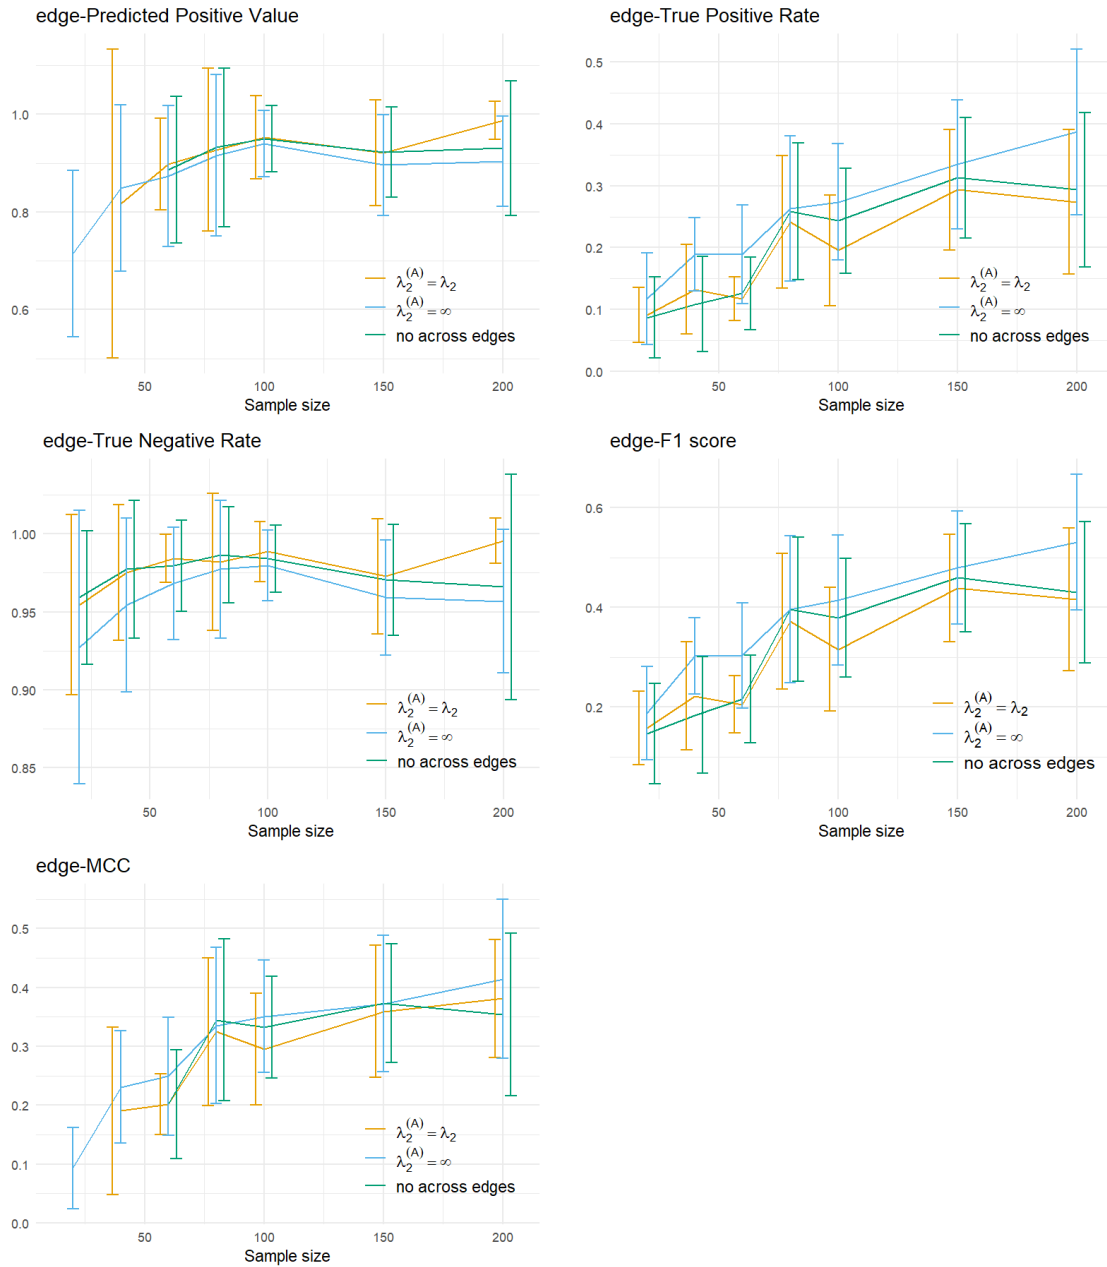 edge-Predicted Positive Value
1.0
0.8
0.6
λ₂⁽ᴬ⁾ = λ₂
λ₂⁽ᴬ⁾ = ∞
no across edges
50 100 150 200
Sample size
edge-True Positive Rate
0.5
0.4
0.3
0.2
0.1
0.0
λ₂⁽ᴬ⁾ = λ₂
λ₂⁽ᴬ⁾ = ∞
no across edges
50 100 150 200
Sample size
edge-True Negative Rate
1.00
0.95
0.90
0.85
λ₂⁽ᴬ⁾ = λ₂
λ₂⁽ᴬ⁾ = ∞
no across edges
50 100 150 200
Sample size
edge-F1 score
0.6
0.4
0.2
λ₂⁽ᴬ⁾ = λ₂
λ₂⁽ᴬ⁾ = ∞
no across edges
50 100 150 200
Sample size
edge-MCC
0.5
0.4
0.3
0.2
0.1
0.0
λ₂⁽ᴬ⁾ = λ₂
λ₂⁽ᴬ⁾ = ∞
no across edges
50 100 150 200
Sample size